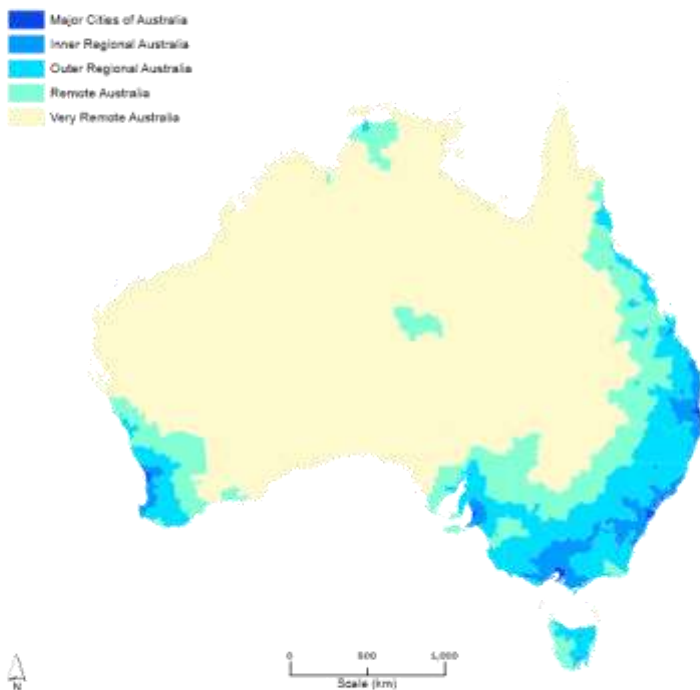 Major Cities of Australia
Inner Regional Australia
Outer Regional Australia
Remote Australia
Very Remote Australia
0 500 1,000
Scale (km)
N